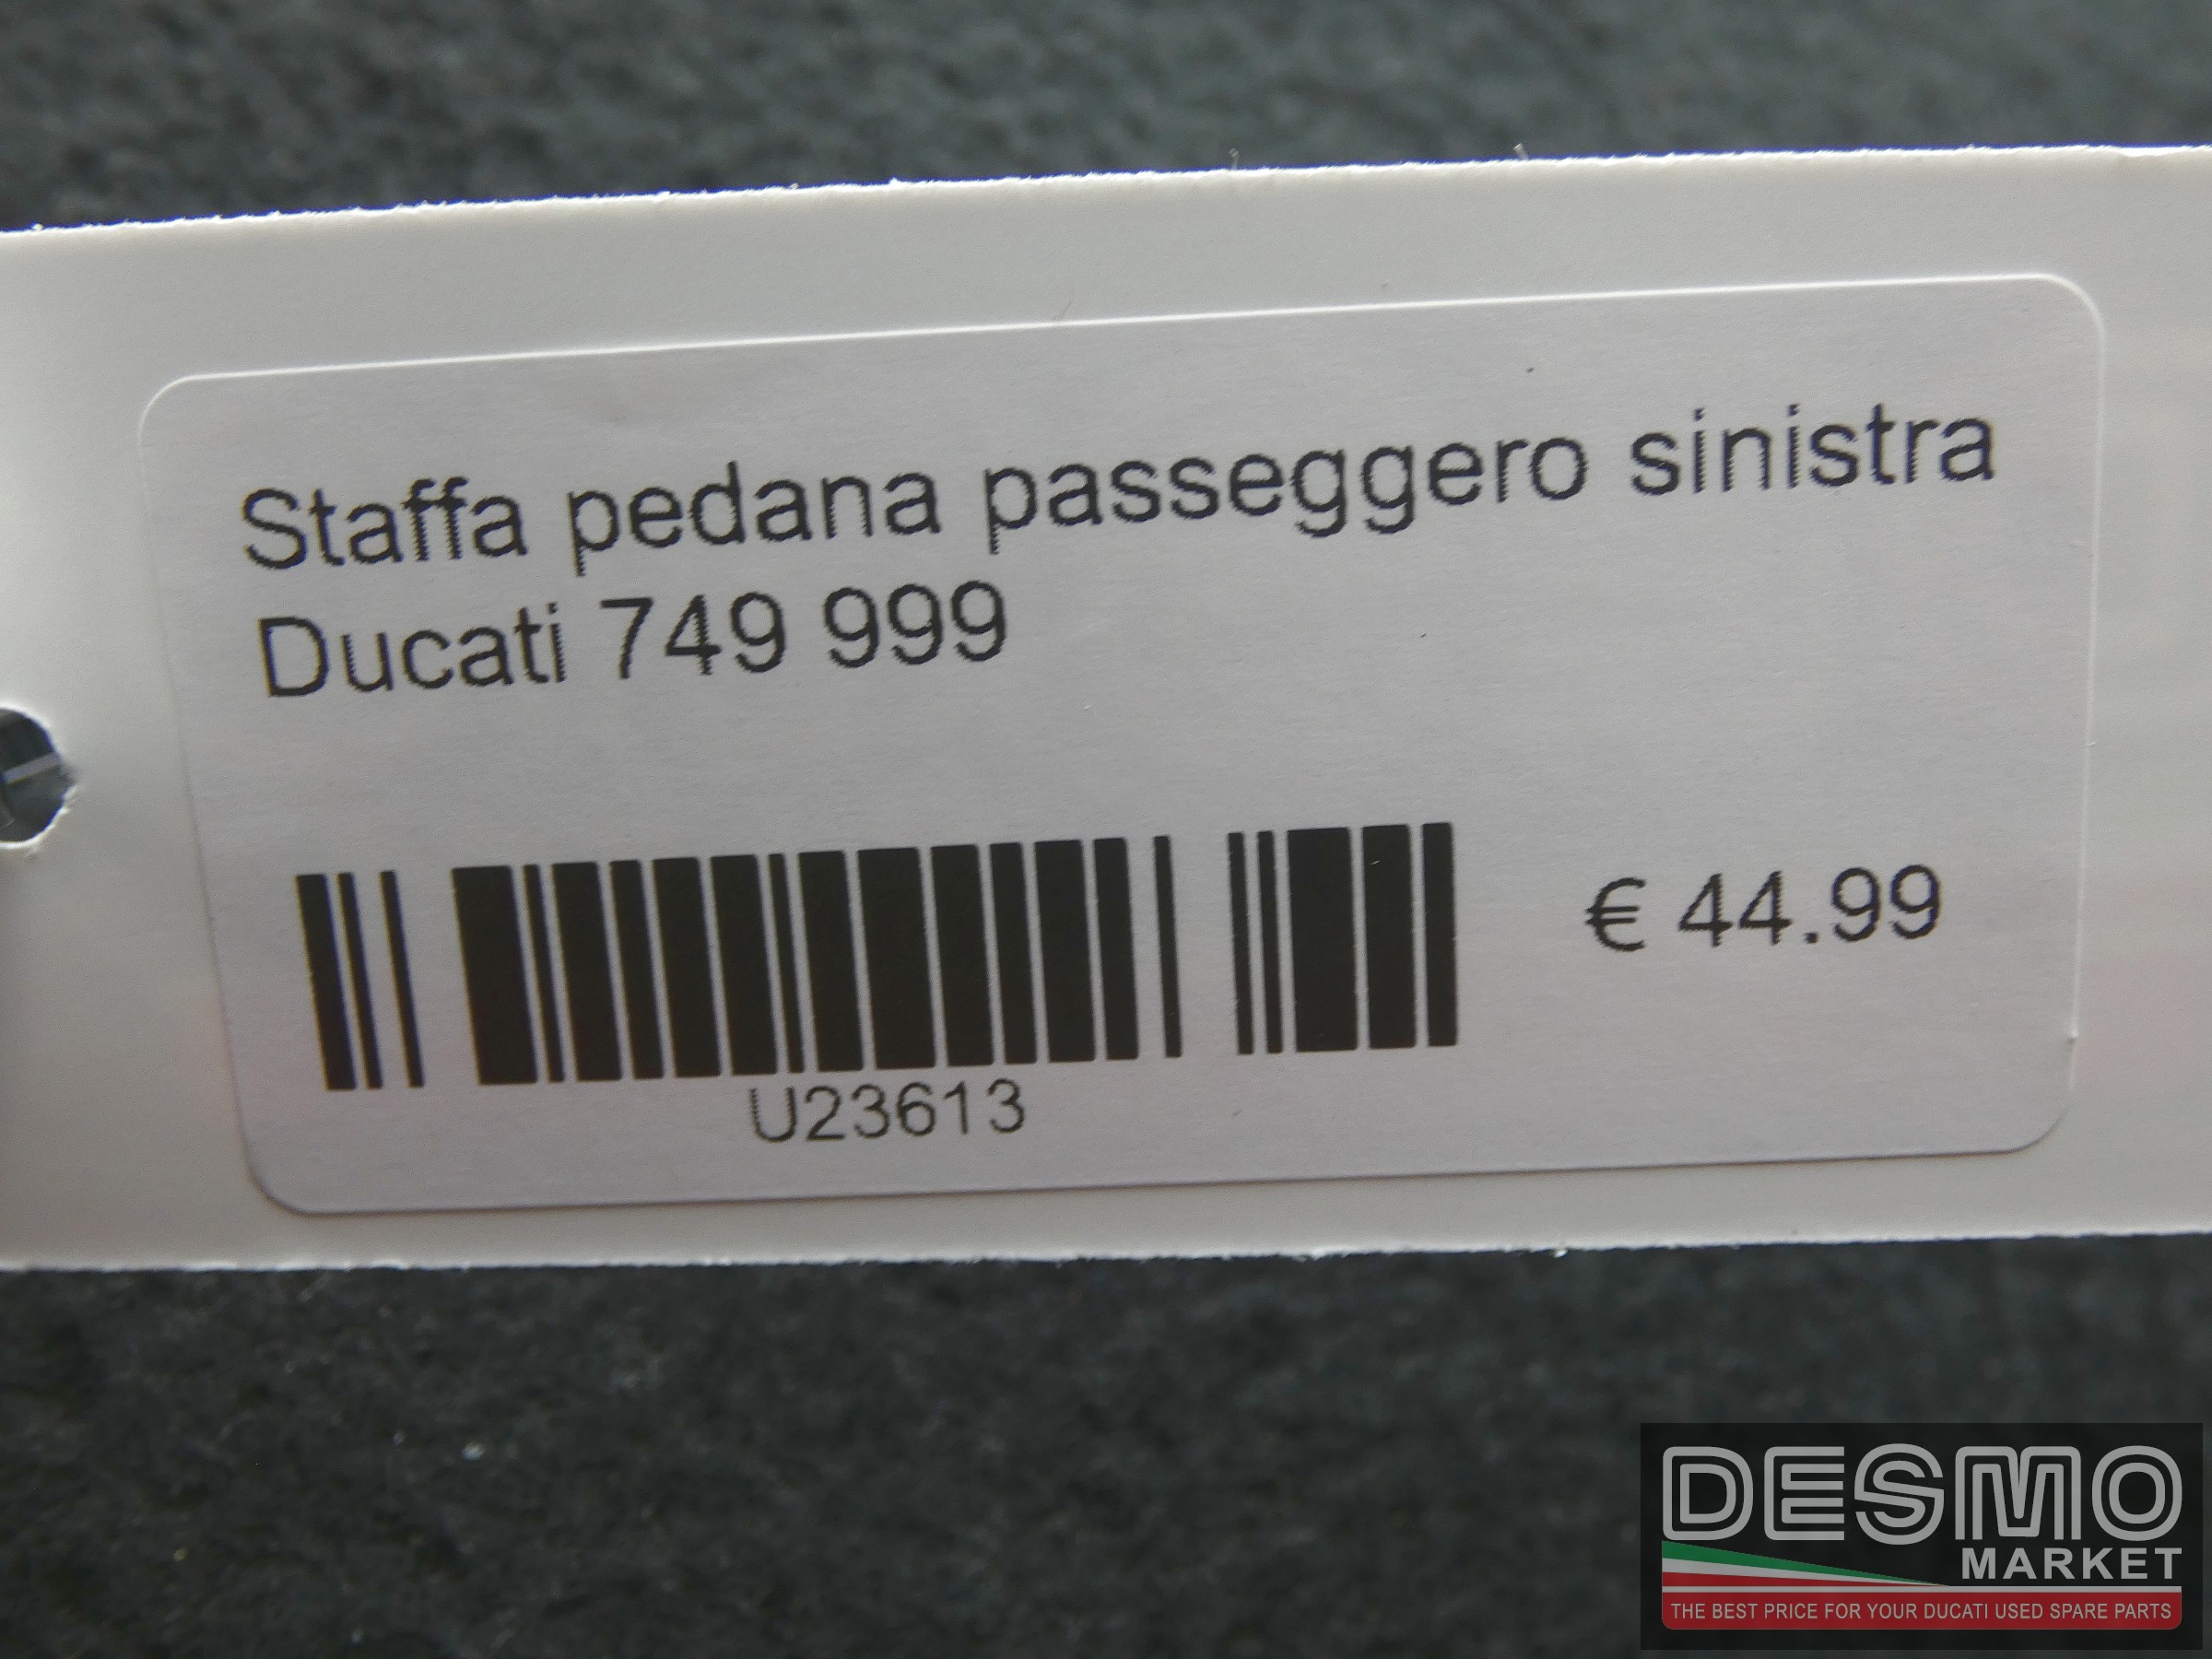 Staffa pedana passeggero sinistra
Ducati 749 999
€ 44.99
U23613
DESMO
MARKET
THE BEST PRICE FOR YOUR DUCATI USED SPARE PARTS